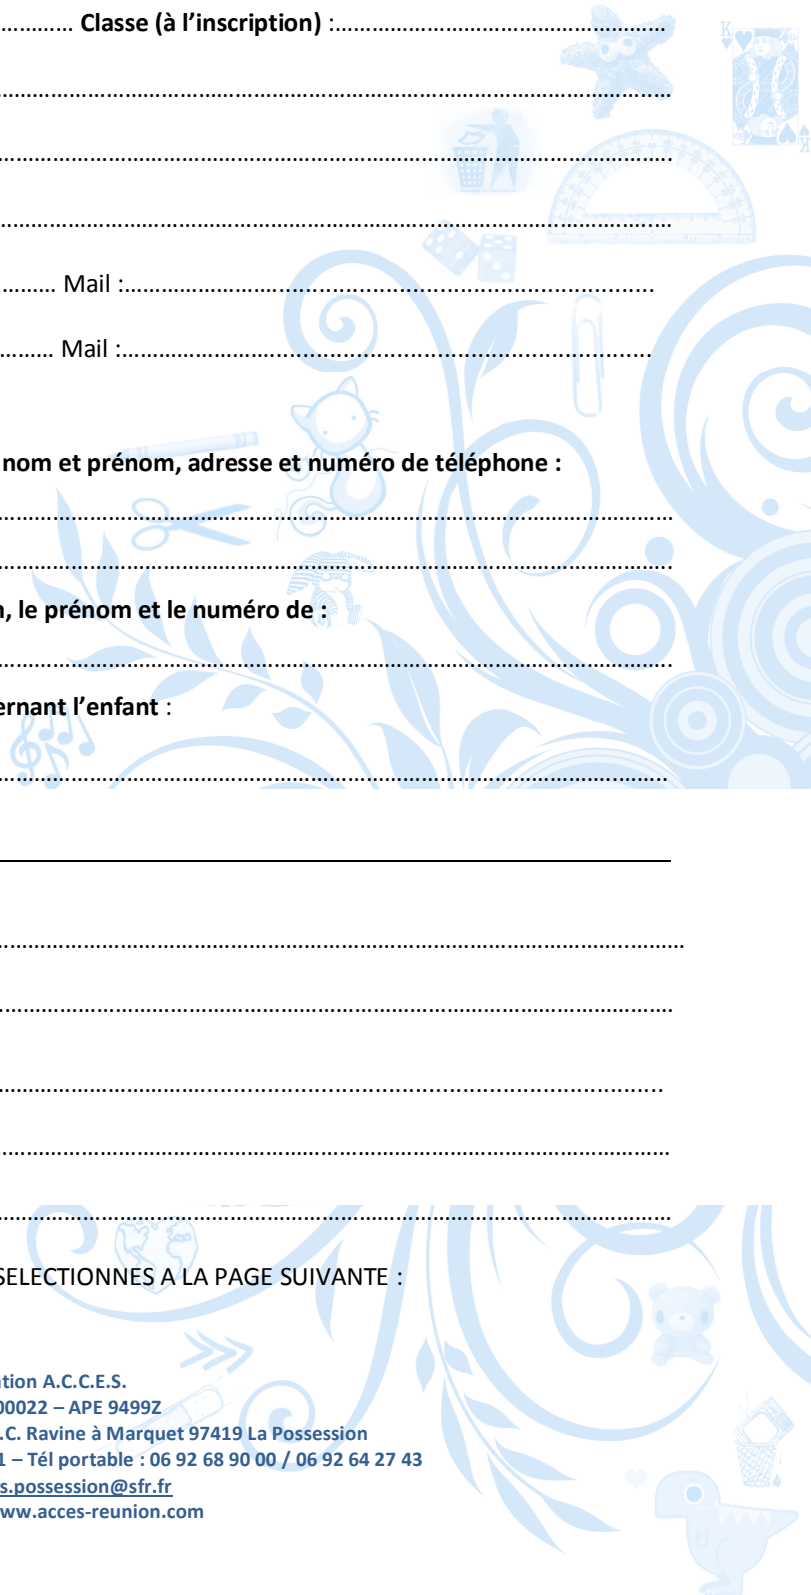 ………… Classe (à l’inscription) :………………………………………………
………………………………………………………………………………………………
………………………………………………………………………………………………
………………………………………………………………………………………………
……… Mail :……………………………………………………………
……… Mail :……………………………………………………………
nom et prénom, adresse et numéro de téléphone :
………………………………………………………………………………………………
………………………………………………………………………………………………
, le prénom et le numéro de :
………………………………………………………………………………………………
ernant l’enfant :
………………………………………………………………………………………………
………………………………………………………………………………………………
………………………………………………………………………………………………
………………………………………………………………………………………………
………………………………………………………………………………………………
………………………………………………………………………………………………
SELECTIONNES A LA PAGE SUIVANTE :
tion A.C.C.E.S.
00022 – APE 9499Z
.C. Ravine à Marquet 97419 La Possession
1 – Tél portable : 06 92 68 90 00 / 06 92 64 27 43
s.possession@sfr.fr
ww.acces-reunion.com